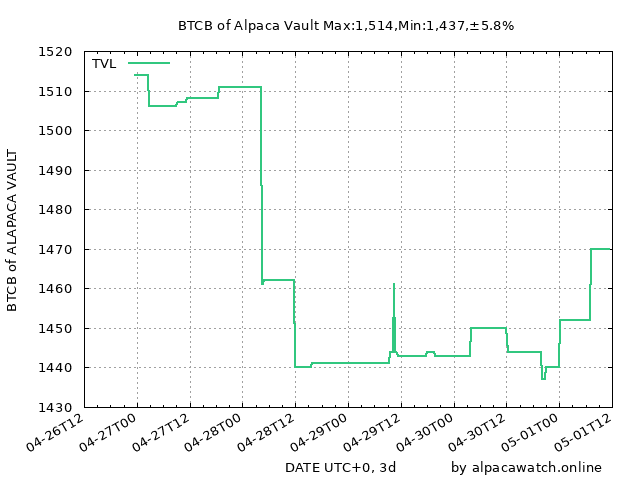 BTCB of Alpaca Vault Max:1,514,Min:1,437,±5.8%
TVL
BTCB of ALAPACA VAULT
1520
1510
1500
1490
1480
1470
1460
1450
1440
1430
04-26T12
04-27T00
04-27T12
04-28T00
04-28T12
04-29T00
04-29T12
04-30T00
04-30T12
05-01T00
05-01T12
DATE UTC+0, 3d
by alpacawatch.online